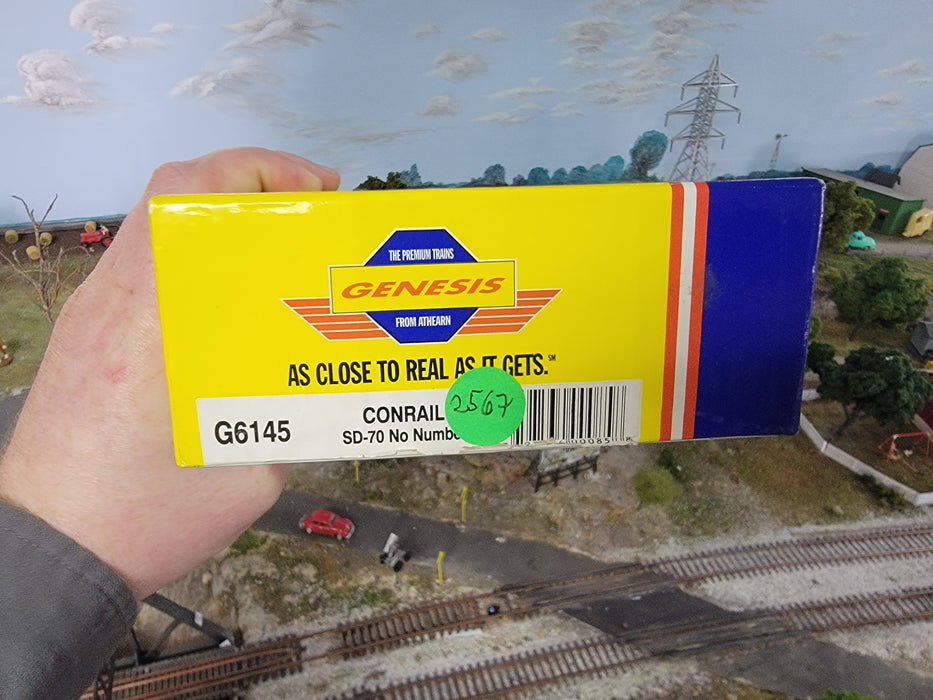 THE PREMIUM TRAINS
GENESIS
FROM ATHEARN
AS CLOSE TO REAL AS IT GETS.℠
G6145
CONRAIL
SD-70 No
2567